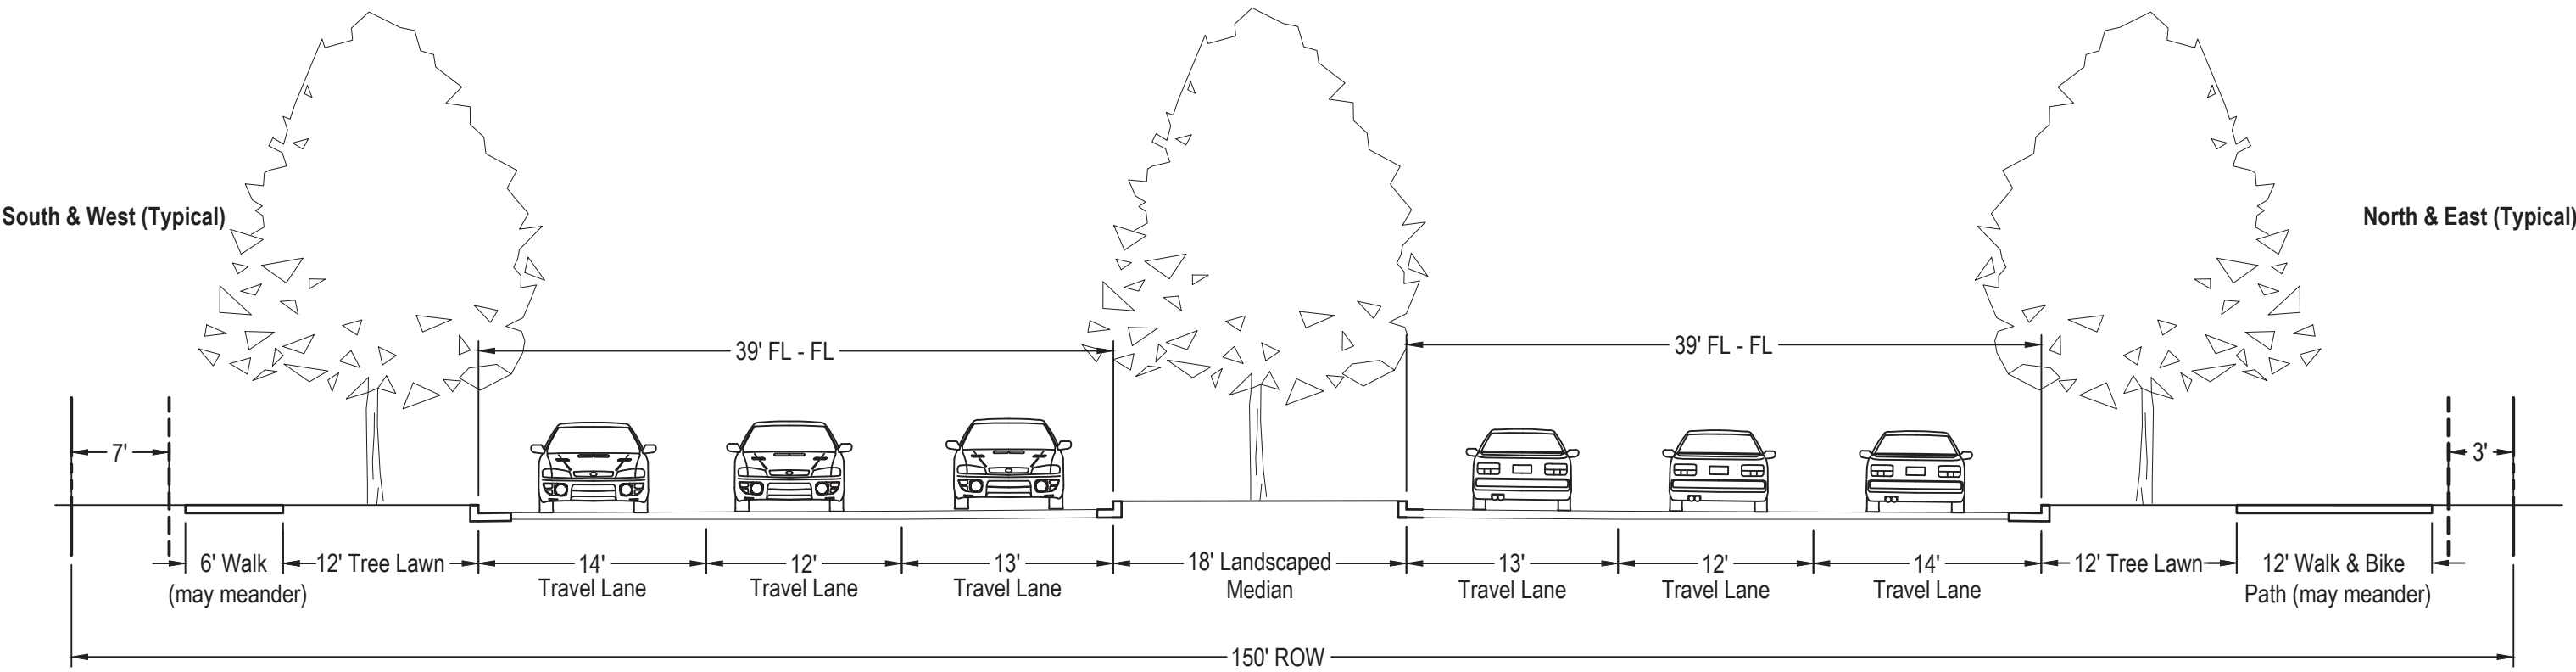 South & West (Typical)
North & East (Typical)
39' FL - FL
39' FL - FL
7'
3'
6' Walk
(may meander)
12' Tree Lawn
14'
Travel Lane
12'
Travel Lane
13'
Travel Lane
18' Landscaped
Median
13'
Travel Lane
12'
Travel Lane
14'
Travel Lane
12' Tree Lawn
12' Walk & Bike
Path (may meander)
150' ROW